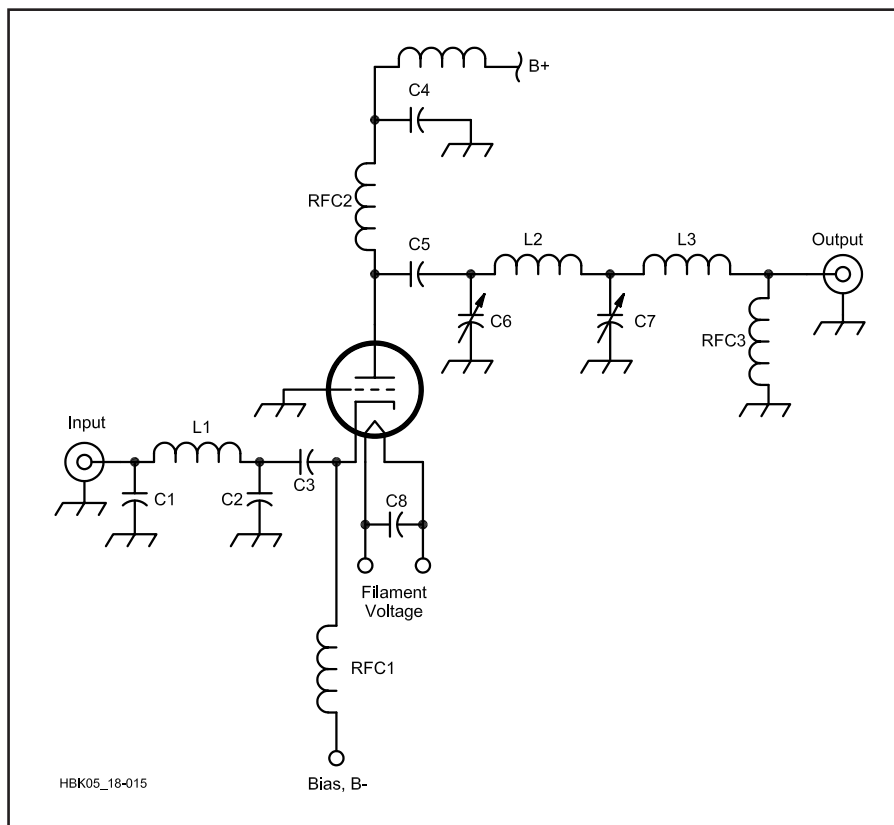 B+
C4
RFC2
C5
L2
L3
Output
C6
C7
RFC3
Input
L1
C3
C1
C2
C8
Filament
Voltage
RFC1
HBK05_18-015
Bias, B-